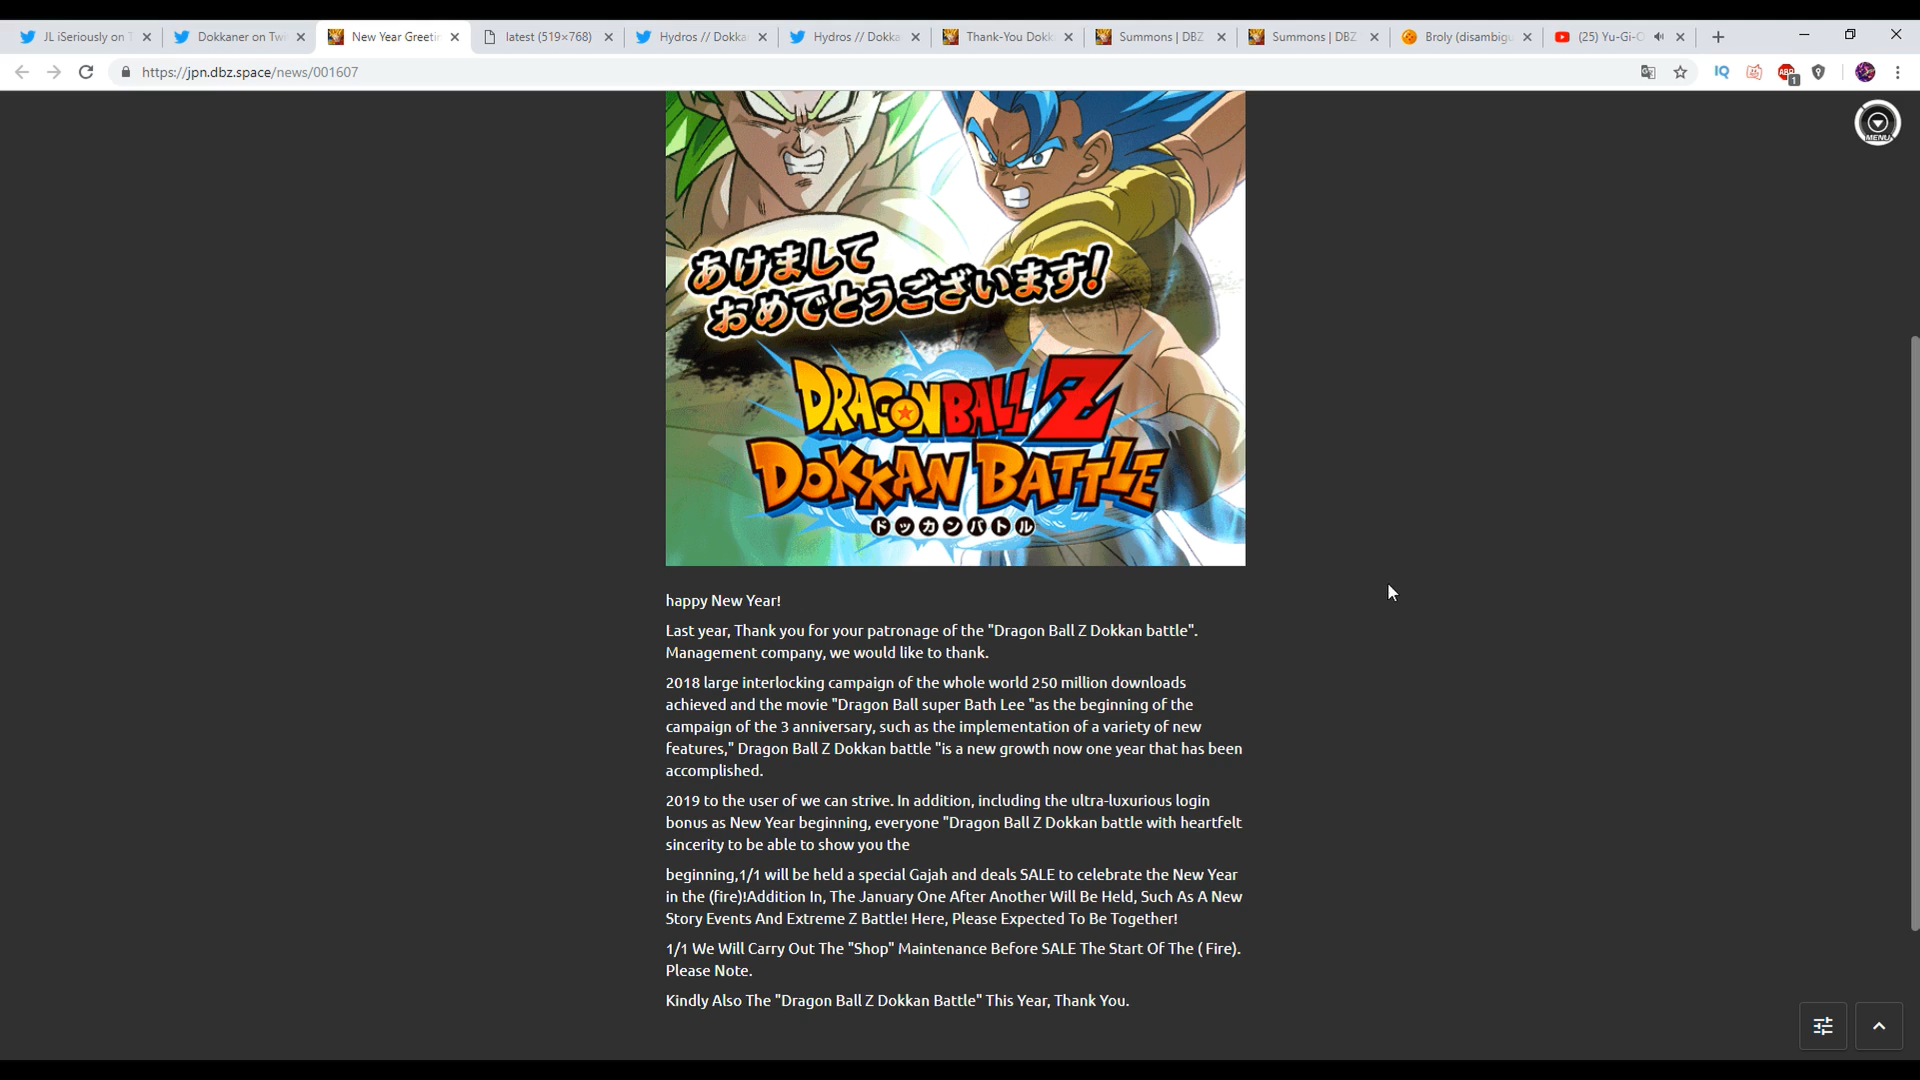 JL iSeriously on T
Dokkaner on Twi
New Year Greetin
latest (519×768)
Hydros // Dokka
Hydros // Dokka
Thank-You Dokk
Summons | DBZ
Summons | DBZ
Broly (disambigu
(25) Yu-Gi-O
https://jpn.dbz.space/news/001607
IQ
ABP
1
MENU
あけまして
おめでとうございます!
DRAGON BALL Z
DOKKAN BATTLE
ドッカンバトル
happy New Year!
Last year, Thank you for your patronage of the "Dragon Ball Z Dokkan battle".
Management company, we would like to thank.
2018 large interlocking campaign of the whole world 250 million downloads
achieved and the movie "Dragon Ball super Bath Lee "as the beginning of the
campaign of the 3 anniversary, such as the implementation of a variety of new
features," Dragon Ball Z Dokkan battle "is a new growth now one year that has been
accomplished.
2019 to the user of we can strive. In addition, including the ultra-luxurious login
bonus as New Year beginning, everyone "Dragon Ball Z Dokkan battle with heartfelt
sincerity to be able to show you the
beginning,1/1 will be held a special Gajah and deals SALE to celebrate the New Year
in the (fire)!Addition In, The January One After Another Will Be Held, Such As A New
Story Events And Extreme Z Battle! Here, Please Expected To Be Together!
1/1 We Will Carry Out The "Shop" Maintenance Before SALE The Start Of The ( Fire).
Please Note.
Kindly Also The "Dragon Ball Z Dokkan Battle" This Year, Thank You.